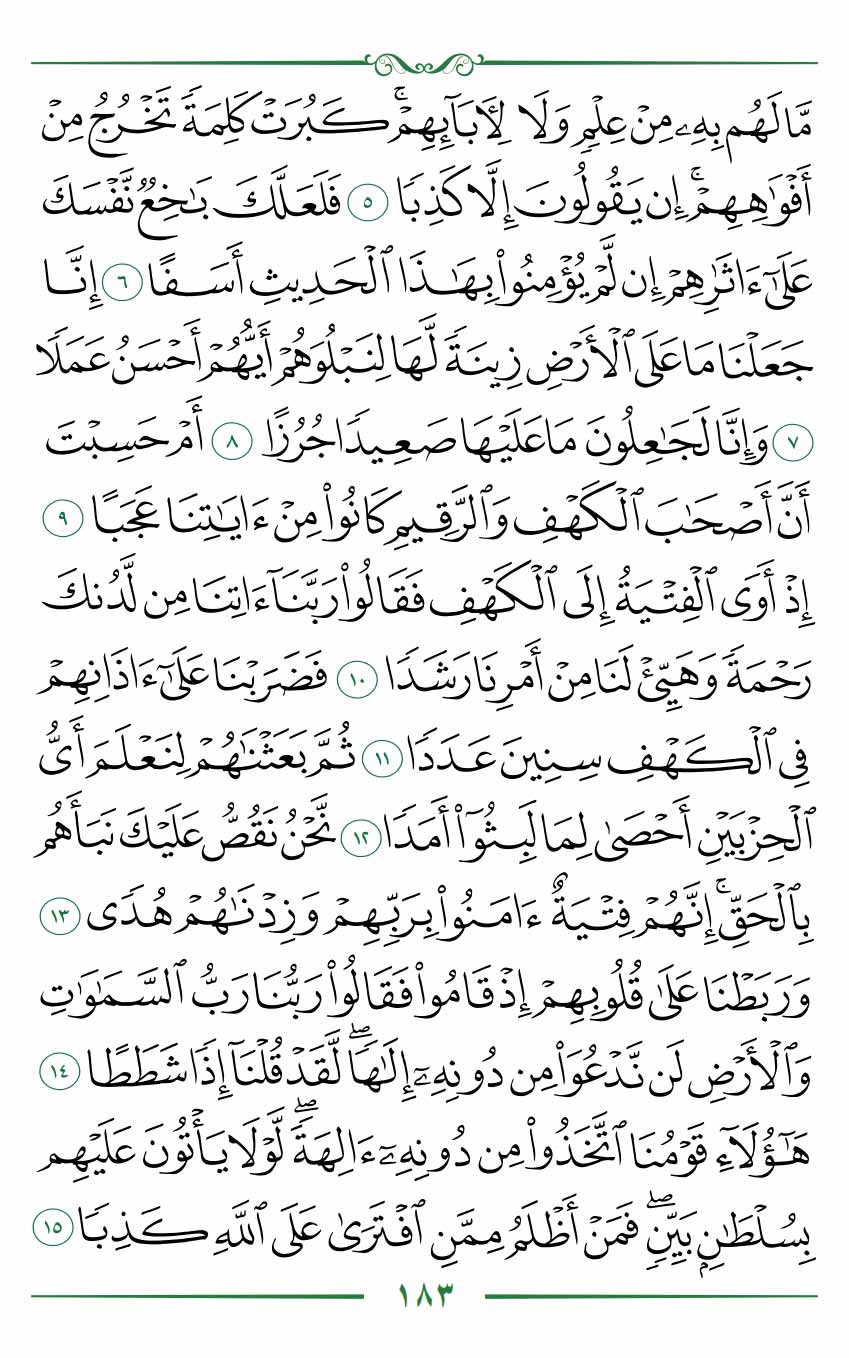 مَّا لَهُم بِهِۦ مِنۡ عِلۡمٖ وَلَا لِأٓبَآئِهِمۡۚ كَبُرَتۡ كَلِمَةٗ تَخۡرُجُ مِنۡ
أَفۡوَٰهِهِمۡۚ إِن يَقُولُونَ إِلَّا كَذِبٗا ٥ فَلَعَلَّكَ بَٰخِعٞ نَّفۡسَكَ
عَلَىٰٓ ءَاثَٰرِهِمۡ إِن لَّمۡ يُؤۡمِنُواْ بِهَٰذَا ٱلۡحَدِيثِ أَسَفًا ٦ إِنَّا
جَعَلۡنَا مَا عَلَى ٱلۡأَرۡضِ زِينَةٗ لَّهَا لِنَبۡلُوَهُمۡ أَيُّهُمۡ أَحۡسَنُ عَمَلٗا
٧ وَإِنَّا لَجَٰعِلُونَ مَا عَلَيۡهَا صَعِيدٗا جُرُزًا ٨ أَمۡ حَسِبۡتَ
أَنَّ أَصۡحَٰبَ ٱلۡكَهۡفِ وَٱلرَّقِيمِ كَانُواْ مِنۡ ءَايَٰتِنَا عَجَبًا ٩
إِذۡ أَوَى ٱلۡفِتۡيَةُ إِلَى ٱلۡكَهۡفِ فَقَالُواْ رَبَّنَآ ءَاتِنَا مِن لَّدُنكَ
رَحۡمَةٗ وَهَيِّئۡ لَنَا مِنۡ أَمۡرِنَا رَشَدٗا ١٠ فَضَرَبۡنَا عَلَىٰٓ ءَاذَانِهِمۡ
فِي ٱلۡكَهۡفِ سِنِينَ عَدَدٗا ١١ ثُمَّ بَعَثۡنَٰهُمۡ لِنَعۡلَمَ أَيُّ
ٱلۡحِزۡبَيۡنِ أَحۡصَىٰ لِمَا لَبِثُوٓاْ أَمَدٗا ١٢ نَّحۡنُ نَقُصُّ عَلَيۡكَ نَبَأَهُم
بِٱلۡحَقِّۚ إِنَّهُمۡ فِتۡيَةٌ ءَامَنُواْ بِرَبِّهِمۡ وَزِدۡنَٰهُمۡ هُدٗى ١٣
وَرَبَطۡنَا عَلَىٰ قُلُوبِهِمۡ إِذۡ قَامُواْ فَقَالُواْ رَبُّنَا رَبُّ ٱلسَّمَٰوَٰتِ
وَٱلۡأَرۡضِ لَن نَّدۡعُوَاْ مِن دُونِهِۦٓ إِلَٰهٗاۖ لَّقَدۡ قُلۡنَآ إِذٗا شَطَطًا ١٤
هَٰٓؤُلَآءِ قَوۡمُنَا ٱتَّخَذُواْ مِن دُونِهِۦٓ ءَالِهَةٗۖ لَّوۡلَا يَأۡتُونَ عَلَيۡهِم
بِسُلۡطَٰنِۭ بَيِّنٖۖ فَمَنۡ أَظۡلَمُ مِمَّنِ ٱفۡتَرَىٰ عَلَى ٱللَّهِ كَذِبٗا ١٥
١٨٣